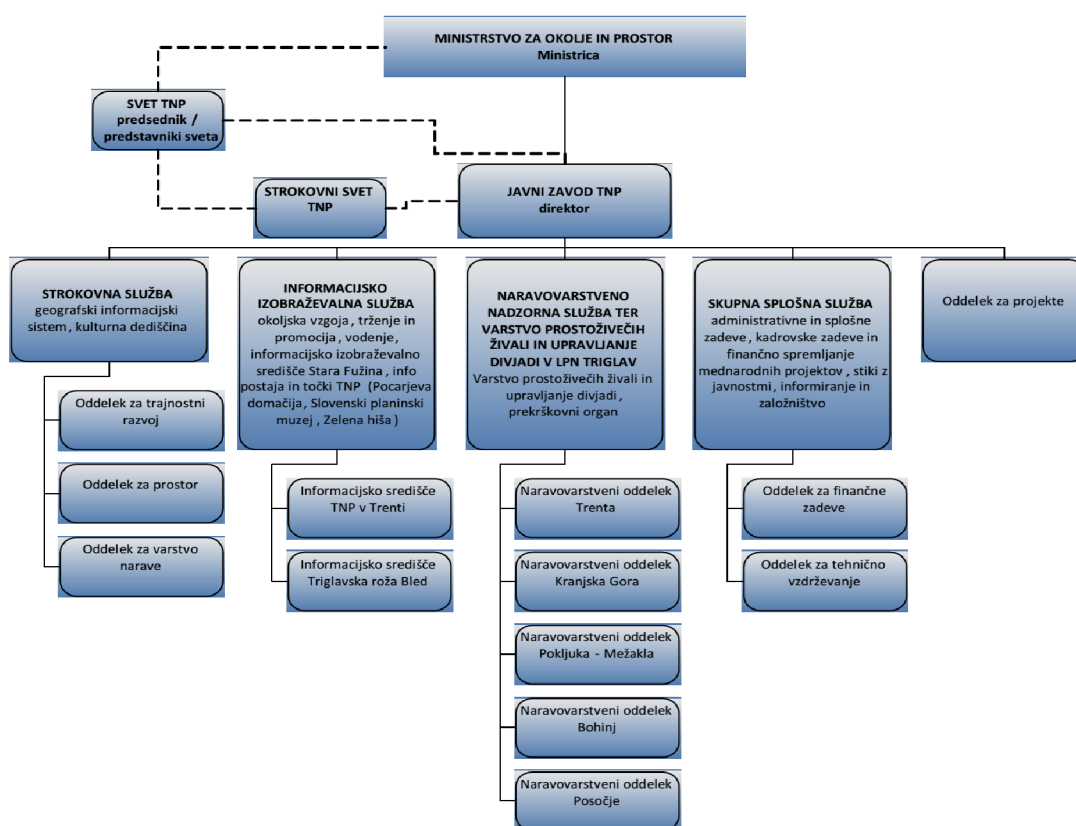 MINISTRSTVO ZA OKOLJE IN PROSTOR
Ministrica
SVET TNP
predsednik /
predstavniki sveta
STROKOVNI SVET
TNP
JAVNI ZAVOD TNP
direktor
STROKOVNA SLUŽBA
geografski informacijski
sistem , kulturna dediščina
Oddelek za trajnostni
razvoj
Oddelek za prostor
Oddelek za varstvo
narave
INFORMACIJSKO
IZOBRAŽEVALNA SLUŽBA
okoljska vzgoja , trženje in
promocija , vodenje ,
informacijsko izobraževalno
središče Stara Fužina , info
postaja in točki TNP (Pocarjeva
domačija , Slovenski planinski
muzej , Zelena hiša )
Informacijsko središče
TNP v Trenti
Informacijsko središče
Triglavska roža Bled
NARAVOVARSTVENO
NADZORNA SLUŽBA TER
VARSTVO PROSTOŽIVEČIH
ŽIVALI IN UPRAVLJANJE
DIVJADI V LPN TRIGLAV
Varstvo prostoživečih živali in
upravljanje divjadi ,
prekrškovni organ
Naravovarstveni oddelek
Trenta
Naravovarstveni oddelek
Kranjska Gora
Naravovarstveni oddelek
Pokljuka - Mežakla
Naravovarstveni oddelek
Bohinj
Naravovarstveni oddelek
Posočje
SKUPNA SPLOŠNA SLUŽBA
administrativne in splošne
zadeve , kadrovske zadeve in
finančno spremljanje
mednarodnih projektov , stiki z
javnostmi , informiranje in
založništvo
Oddelek za finančne
zadeve
Oddelek za tehnično
vzdrževanje
Oddelek za projekte